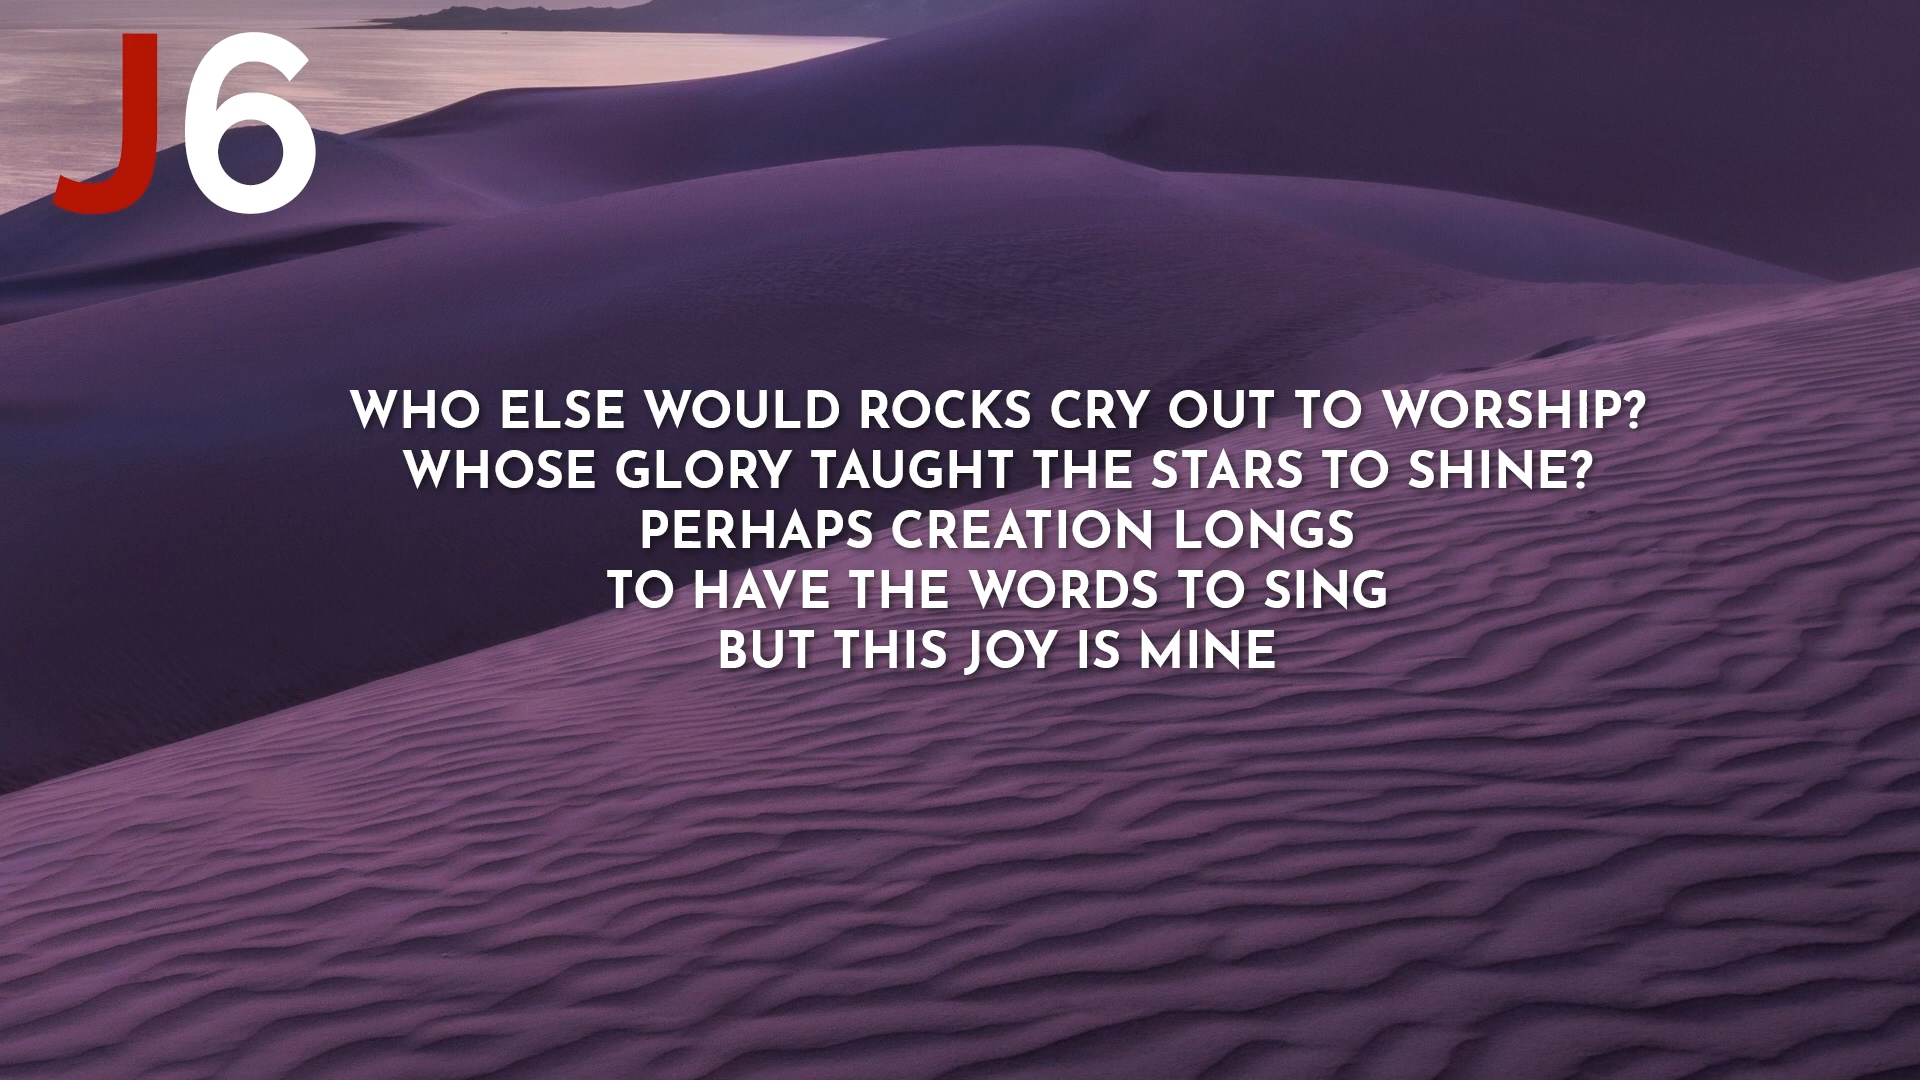 J6
WHO ELSE WOULD ROCKS CRY OUT TO WORSHIP?
WHOSE GLORY TAUGHT THE STARS TO SHINE?
PERHAPS CREATION LONGS
TO HAVE THE WORDS TO SING
BUT THIS JOY IS MINE